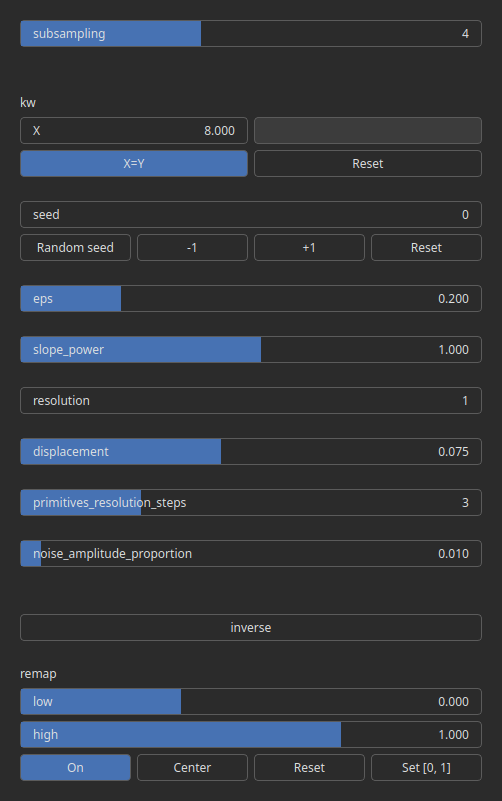 subsampling 4
kw
X 8.000
X=Y Reset
seed 0
Random seed -1 +1 Reset
eps 0.200
slope_power 1.000
resolution 1
displacement 0.075
primitives_resolution_steps 3
noise_amplitude_proportion 0.010
inverse
remap
low 0.000
high 1.000
On Center Reset Set [0, 1]